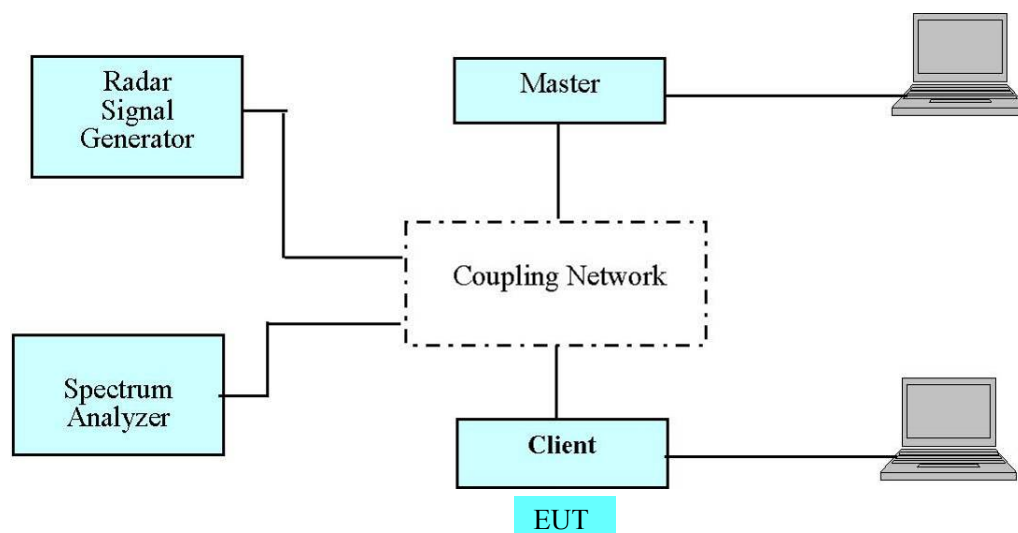 Radar
Signal
Generator
Master
Coupling Network
Spectrum
Analyzer
Client
EUT